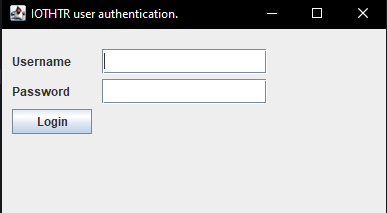 IOTHTR user authentication.
Username
Password
Login